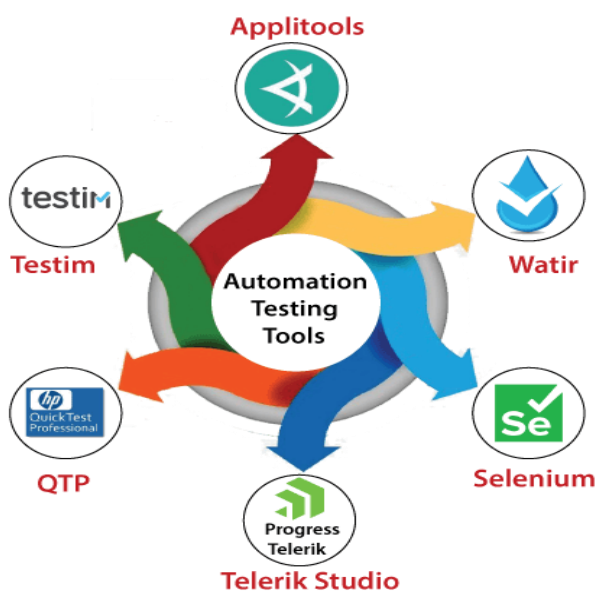 Applitools
testim
Testim
Watir
Automation
Testing
Tools
hp
QuickTest
Professional
QTP
Se
Selenium
Progress
Telerik
Telerik Studio